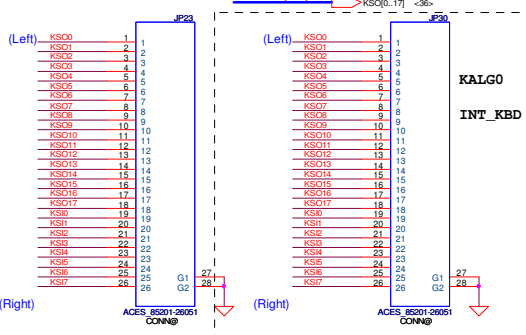 KSO[0..17] <36>
JP23
(Left)
KSO0 1 1
KSO1 2 2
KSO2 3 3
KSO3 4 4
KSO4 5 5
KSO5 6 6
KSO6 7 7
KSO7 8 8
KSO8 9 9
KSO9 10 10
KSO10 11 11
KSO11 12 12
KSO12 13 13
KSO13 14 14
KSO14 15 15
KSO15 16 16
KSO16 17 17
KSO17 18 18
KSI0 19 19
KSI1 20 20
KSI2 21 21
KSI3 22 22
KSI4 23 23
KSI5 24 24
KSI6 25 25 G1 27
KSI7 26 26 G2 28
(Right)
ACES_85201-26051
CONN@
JP30
(Left)
KSO0 1 1
KSO1 2 2
KSO2 3 3
KSO3 4 4
KSO4 5 5
KSO5 6 6
KSO6 7 7
KSO7 8 8
KSO8 9 9
KSO9 10 10
KSO10 11 11
KSO11 12 12
KSO12 13 13
KSO13 14 14
KSO14 15 15
KSO15 16 16
KSO16 17 17
KSO17 18 18
KSI0 19 19
KSI1 20 20
KSI2 21 21
KSI3 22 22
KSI4 23 23
KSI5 24 24
KSI6 25 25 G1 27
KSI7 26 26 G2 28
(Right)
ACES_85201-26051
CONN@
KALG0
INT_KBD